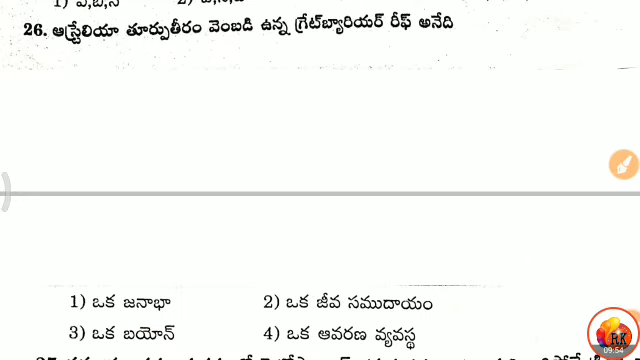 26. ఆస్ట్రేలియా తూర్పుతీరం వెంబడి ఉన్న గ్రేట్‌బ్యారియర్ రీఫ్ అనేది
1) ఒక జనాభా 2) ఒక జీవ సముదాయం
3) ఒక బయోన్ 4) ఒక ఆవరణ వ్యవస్థ
RK
09:54